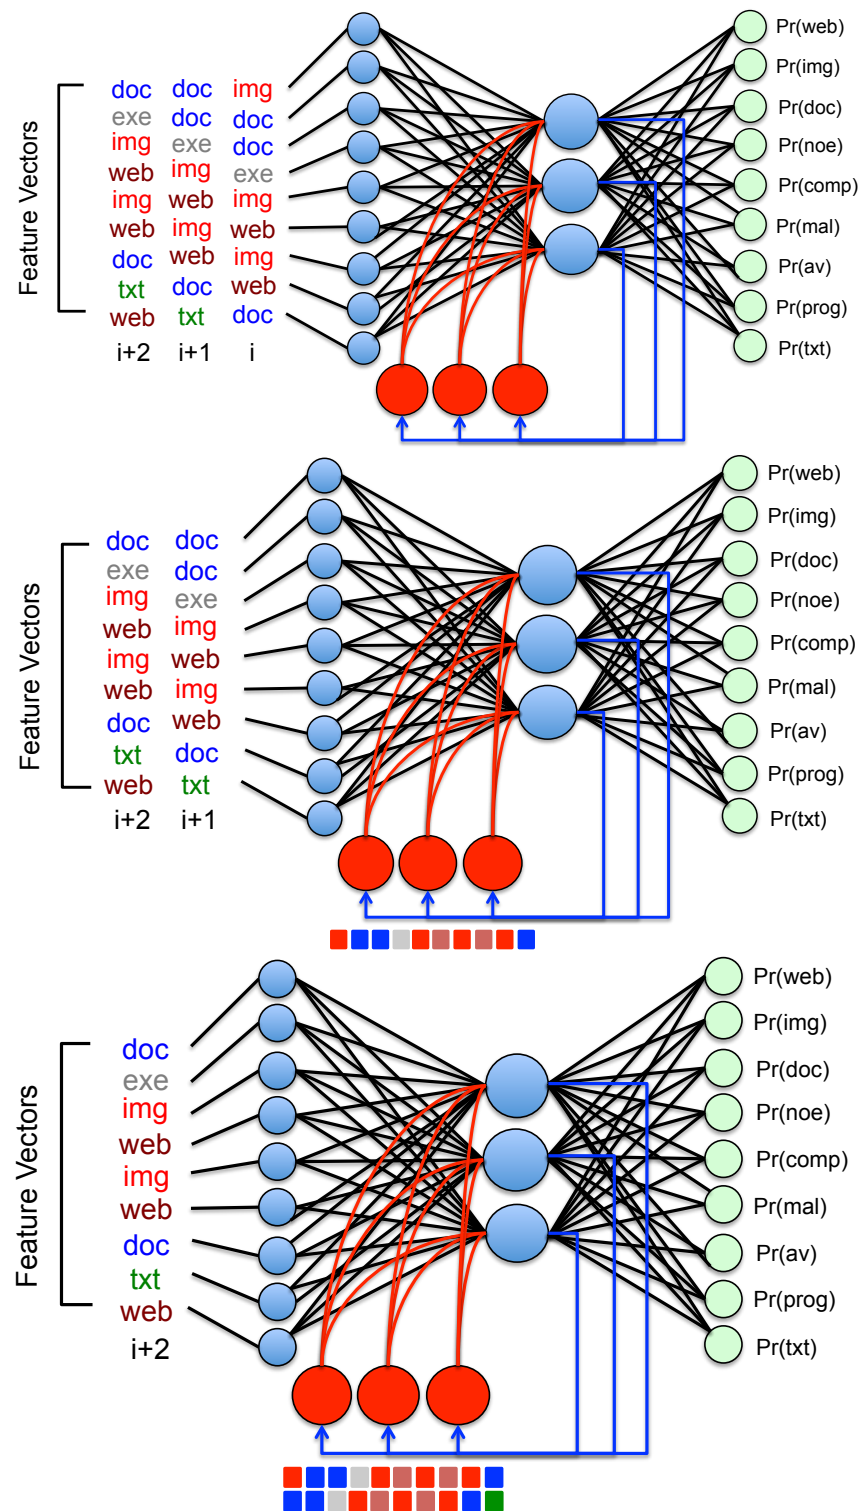 Feature Vectors
doc doc img
exe doc doc
img exe doc
web img exe
img web img
web img web
doc web img
txt doc web
web txt doc
i+2 i+1 i
Pr(web)
Pr(img)
Pr(doc)
Pr(noe)
Pr(comp)
Pr(mal)
Pr(av)
Pr(prog)
Pr(txt)
Feature Vectors
doc doc
exe doc
img exe
web img
img web
web img
doc web
txt doc
web txt
i+2 i+1
Pr(web)
Pr(img)
Pr(doc)
Pr(noe)
Pr(comp)
Pr(mal)
Pr(av)
Pr(prog)
Pr(txt)
Feature Vectors
doc
exe
img
web
img
web
doc
txt
web
i+2
Pr(web)
Pr(img)
Pr(doc)
Pr(noe)
Pr(comp)
Pr(mal)
Pr(av)
Pr(prog)
Pr(txt)